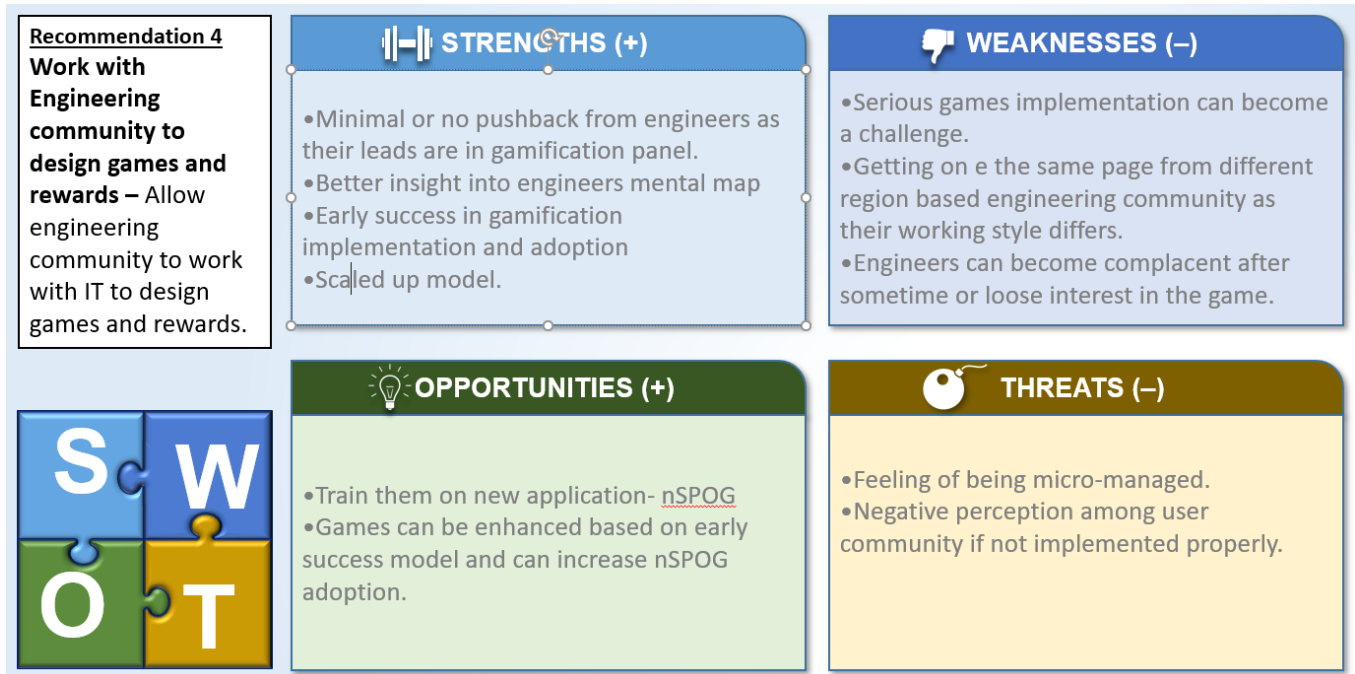 Recommendation 4
Work with
Engineering
community to
design games and
rewards – Allow
engineering
community to work
with IT to design
games and rewards.
STRENGTHS (+)
•Minimal or no pushback from engineers as
their leads are in gamification panel.
•Better insight into engineers mental map
•Early success in gamification
implementation and adoption
•Scaled up model.
WEAKNESSES (–)
•Serious games implementation can become
a challenge.
•Getting on e the same page from different
region based engineering community as
their working style differs.
•Engineers can become complacent after
sometime or loose interest in the game.
S W
O T
OPPORTUNITIES (+)
•Train them on new application- nSPOG
•Games can be enhanced based on early
success model and can increase nSPOG
adoption.
THREATS (–)
•Feeling of being micro-managed.
•Negative perception among user
community if not implemented properly.